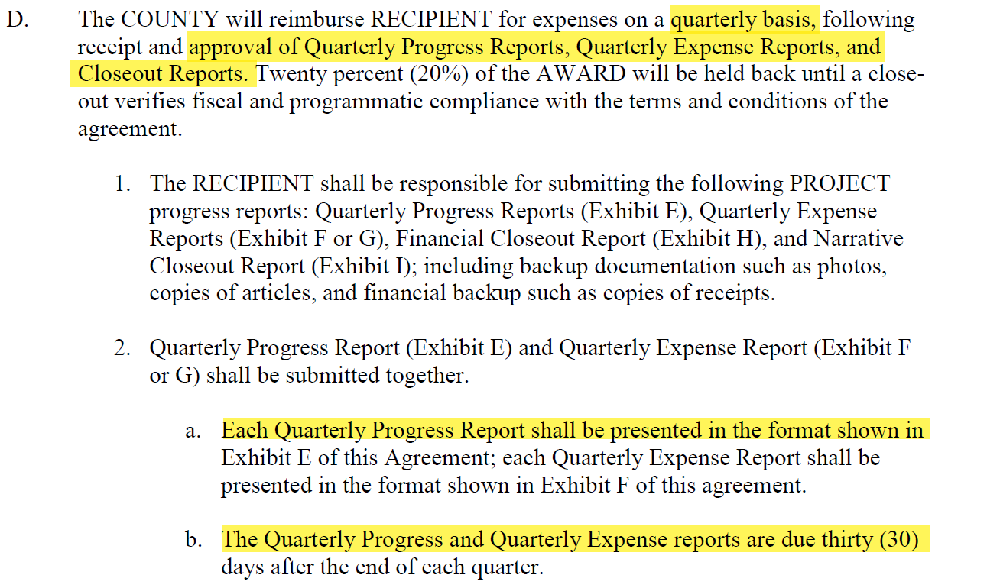 D. The COUNTY will reimburse RECIPIENT for expenses on a quarterly basis, following
receipt and approval of Quarterly Progress Reports, Quarterly Expense Reports, and
Closeout Reports. Twenty percent (20%) of the AWARD will be held back until a close-
out verifies fiscal and programmatic compliance with the terms and conditions of the
agreement.
1. The RECIPIENT shall be responsible for submitting the following PROJECT
progress reports: Quarterly Progress Reports (Exhibit E), Quarterly Expense
Reports (Exhibit F or G), Financial Closeout Report (Exhibit H), and Narrative
Closeout Report (Exhibit I); including backup documentation such as photos,
copies of articles, and financial backup such as copies of receipts.
2. Quarterly Progress Report (Exhibit E) and Quarterly Expense Report (Exhibit F
or G) shall be submitted together.
a. Each Quarterly Progress Report shall be presented in the format shown in
Exhibit E of this Agreement; each Quarterly Expense Report shall be
presented in the format shown in Exhibit F of this agreement.
b. The Quarterly Progress and Quarterly Expense reports are due thirty (30)
days after the end of each quarter.